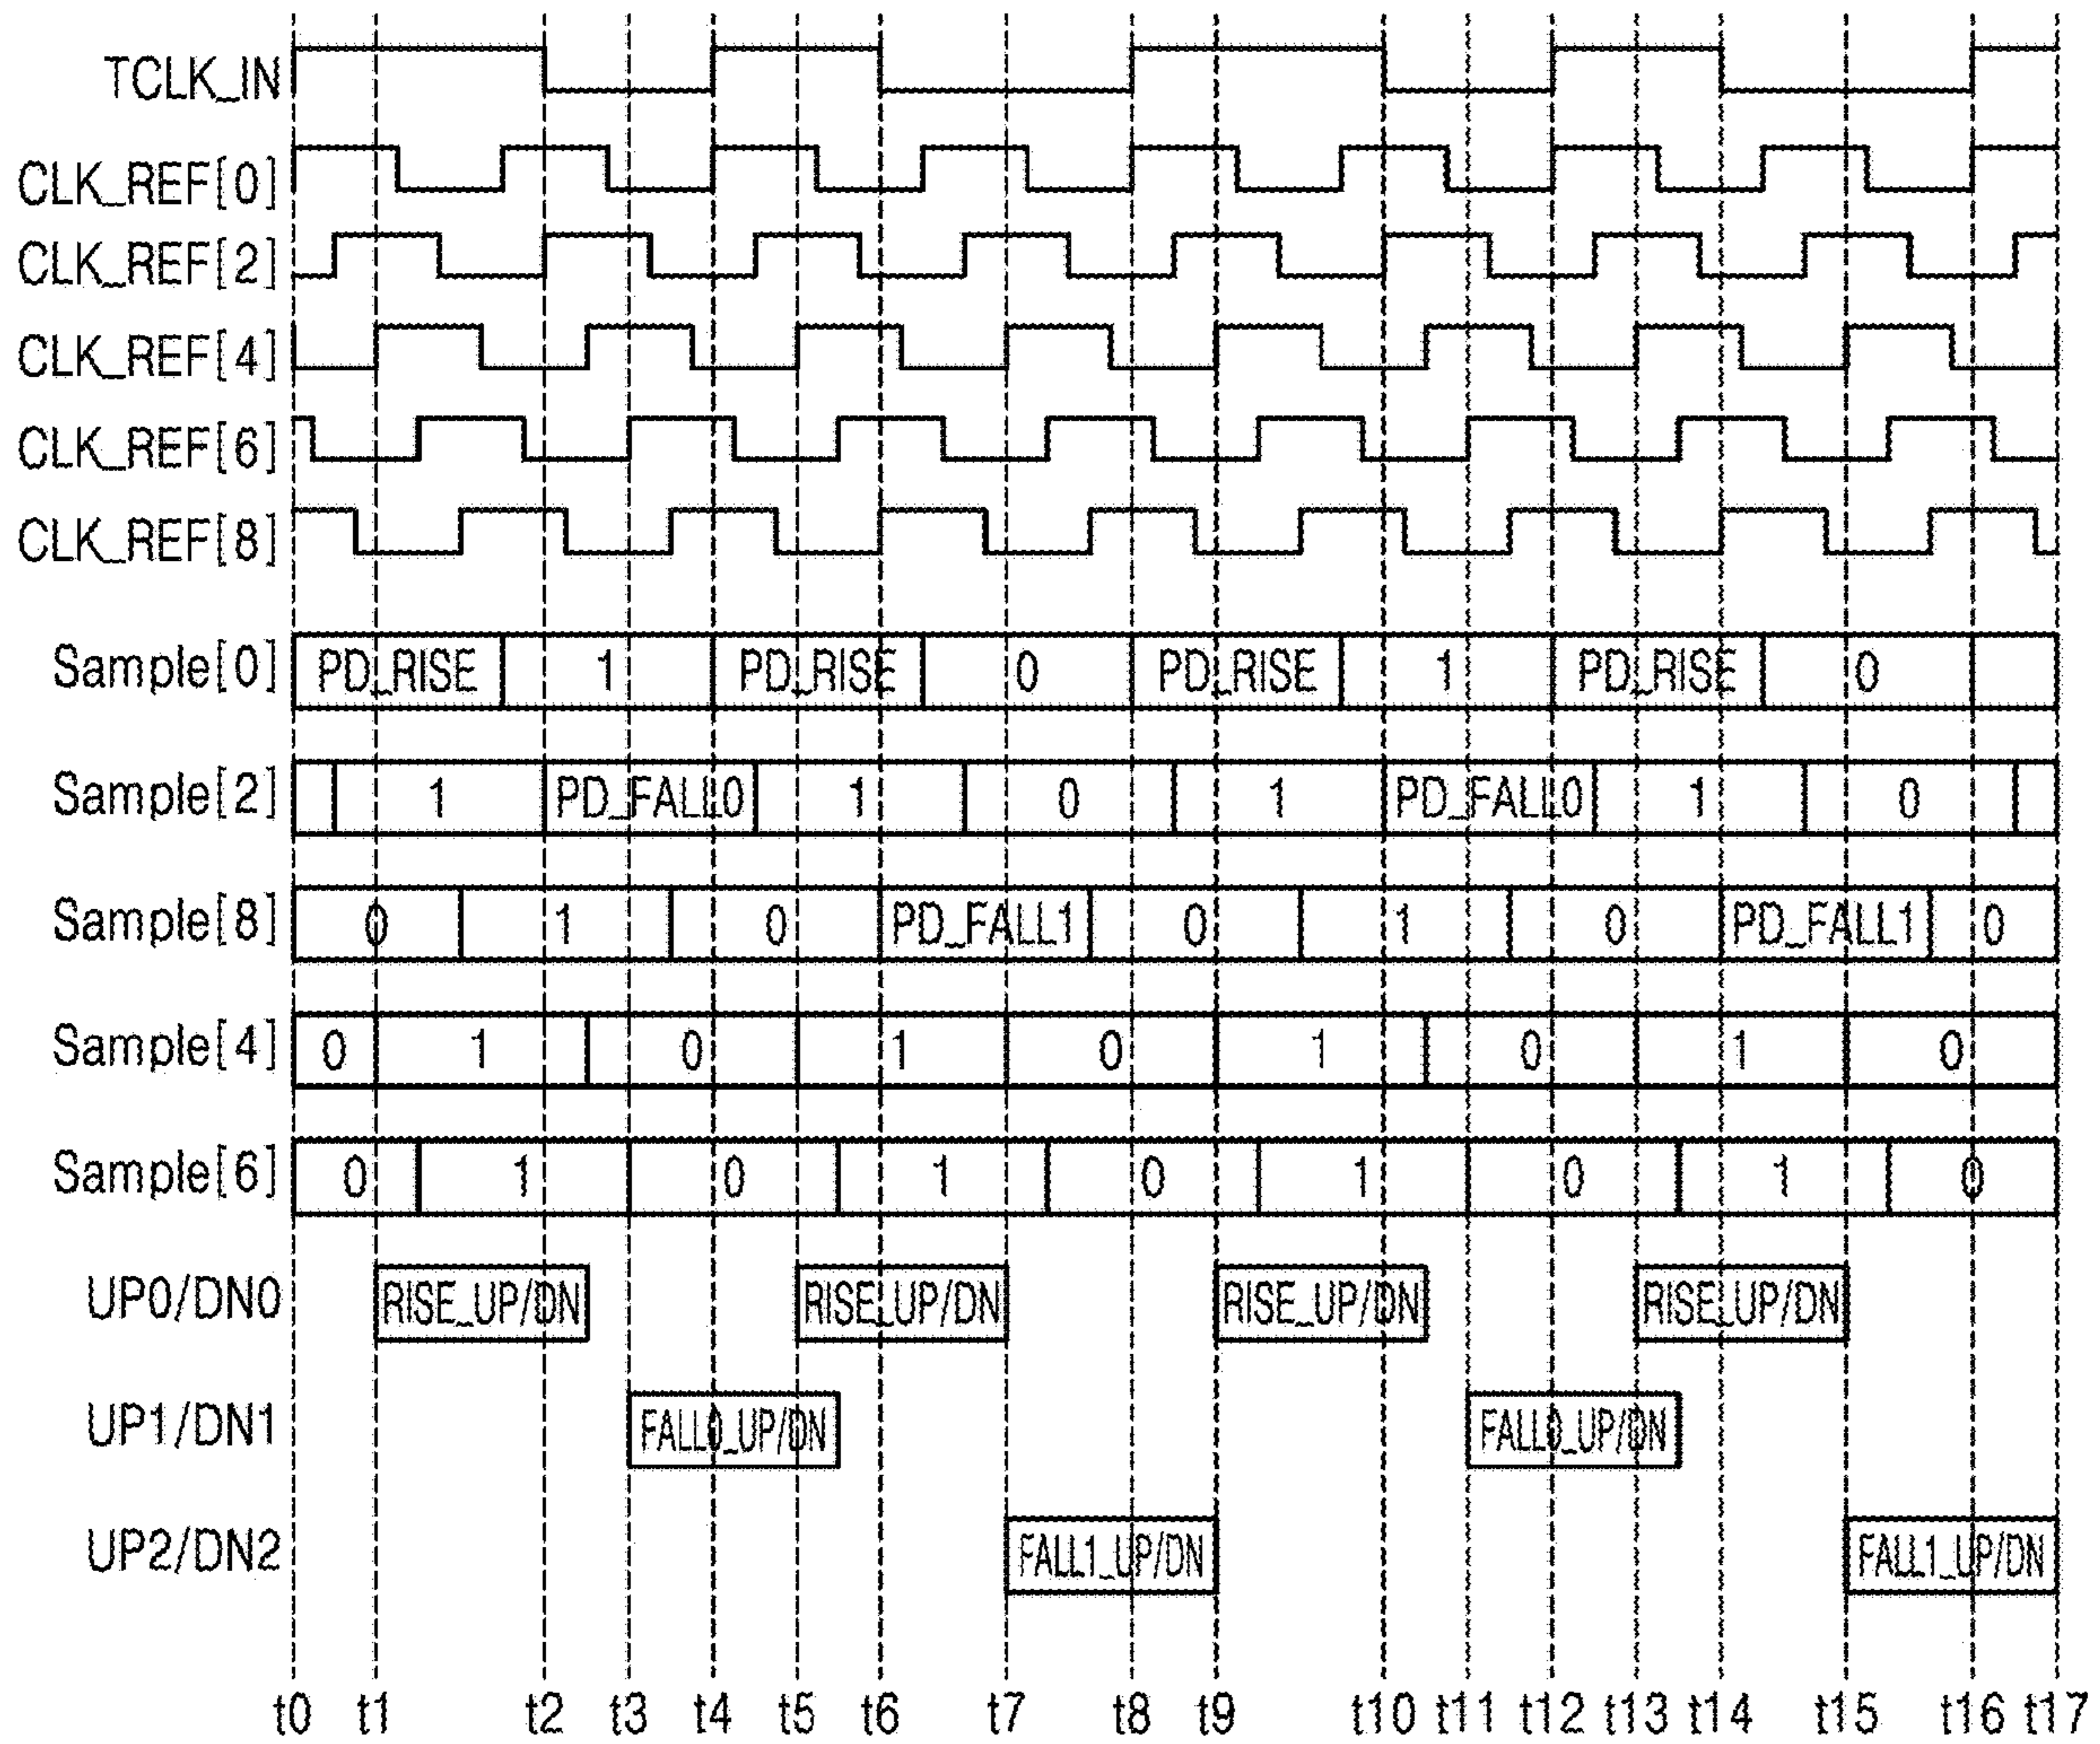 TCLK_IN
CLK_REF[0]
CLK_REF[2]
CLK_REF[4]
CLK_REF[6]
CLK_REF[8]
Sample[0] PD_RISE 1 PD_RISE 0 PD_RISE 1 PD_RISE 0
Sample[2] 1 PD_FALL0 1 0 1 PD_FALL0 1 0
Sample[8] 0 1 0 PD_FALL1 0 1 0 PD_FALL1 0
Sample[4] 0 1 0 1 0 1 0 1 0
Sample[6] 0 1 0 1 0 1 0 1 0
UP0/DN0 RISE_UP/DN RISE_UP/DN RISE_UP/DN RISE_UP/DN
UP1/DN1 FALL0_UP/DN FALL0_UP/DN
UP2/DN2 FALL1_UP/DN FALL1_UP/DN
t0 t1 t2 t3 t4 t5 t6 t7 t8 t9 t10 t11 t12 t13 t14 t15 t16 t17